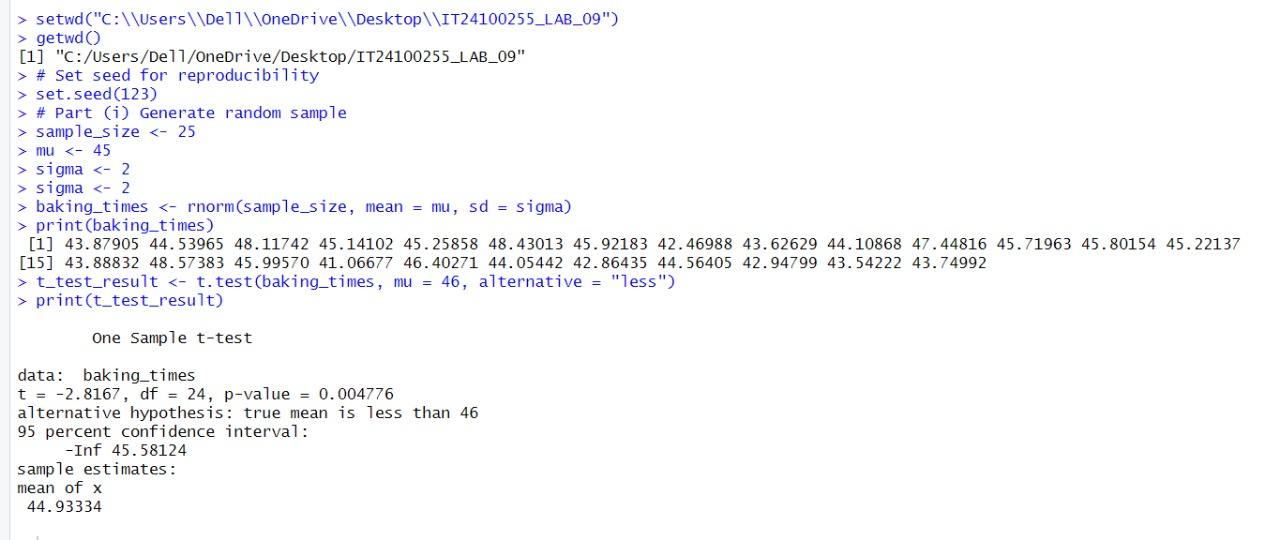 > setwd("C:\\Users\\Dell\\OneDrive\\Desktop\\IT24100255_LAB_09")
> getwd()
[1] "C:/Users/Dell/OneDrive/Desktop/IT24100255_LAB_09"
> # Set seed for reproducibility
> set.seed(123)
> # Part (i) Generate random sample
> sample_size <- 25
> mu <- 45
> sigma <- 2
> sigma <- 2
> baking_times <- rnorm(sample_size, mean = mu, sd = sigma)
> print(baking_times)
[1] 43.87905 44.53965 48.11742 45.14102 45.25858 48.43013 45.92183 42.46988 43.62629 44.10868 47.44816 45.71963 45.80154 45.22137
[15] 43.88832 48.57383 45.99570 41.06677 46.40271 44.05442 42.86435 44.56405 42.94799 43.54222 43.74992
> t_test_result <- t.test(baking_times, mu = 46, alternative = "less")
> print(t_test_result)
One Sample t-test
data:  baking_times
t = -2.8167, df = 24, p-value = 0.004776
alternative hypothesis: true mean is less than 46
95 percent confidence interval:
-Inf 45.58124
sample estimates:
mean of x
44.93334